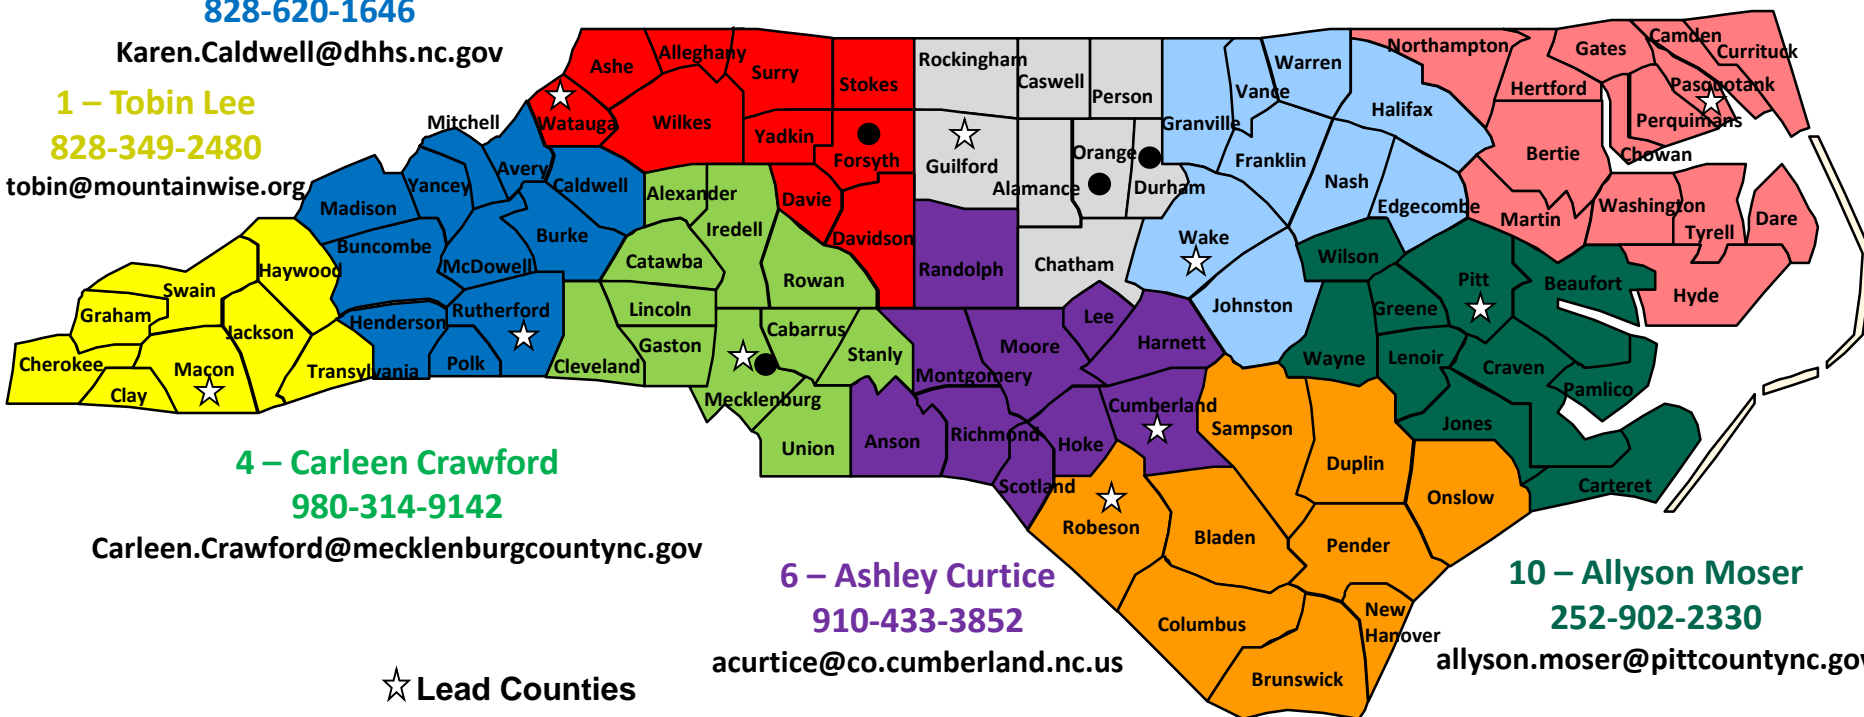 828-620-1646
Karen.Caldwell@dhhs.nc.gov
1 – Tobin Lee
828-349-2480
tobin@mountainwise.org
Ashe
Alleghany
Surry
Stokes
Rockingham
Caswell
Person
Granville
Vance
Warren
Northampton
Hertford
Gates
Camden
Currituck
Pasquotank
Perquimans
Chowan
Bertie
Halifax
Mitchell
Watauga
Wilkes
Yadkin
Forsyth
Guilford
Alamance
Orange
Durham
Franklin
Nash
Edgecombe
Martin
Washington
Tyrell
Dare
Madison
Yancey
Avery
Caldwell
Alexander
Iredell
Davie
Davidson
Randolph
Chatham
Wake
Wilson
Pitt
Beaufort
Hyde
Buncombe
McDowell
Burke
Catawba
Rowan
Johnston
Greene
Haywood
Swain
Graham
Jackson
Henderson
Rutherford
Lincoln
Gaston
Cabarrus
Stanly
Montgomery
Moore
Lee
Harnett
Wayne
Lenoir
Craven
Pamlico
Cherokee
Clay
Macon
Transylvania
Polk
Cleveland
Mecklenburg
Union
Anson
Richmond
Scotland
Hoke
Cumberland
Sampson
Duplin
Jones
Carteret
Onslow
Robeson
Bladen
Pender
Columbus
New
Hanover
Brunswick
4 – Carleen Crawford
980-314-9142
Carleen.Crawford@mecklenburgcountync.gov
6 – Ashley Curtice
910-433-3852
acurtice@co.cumberland.nc.us
10 – Allyson Moser
252-902-2330
allyson.moser@pittcountync.gov
Lead Counties